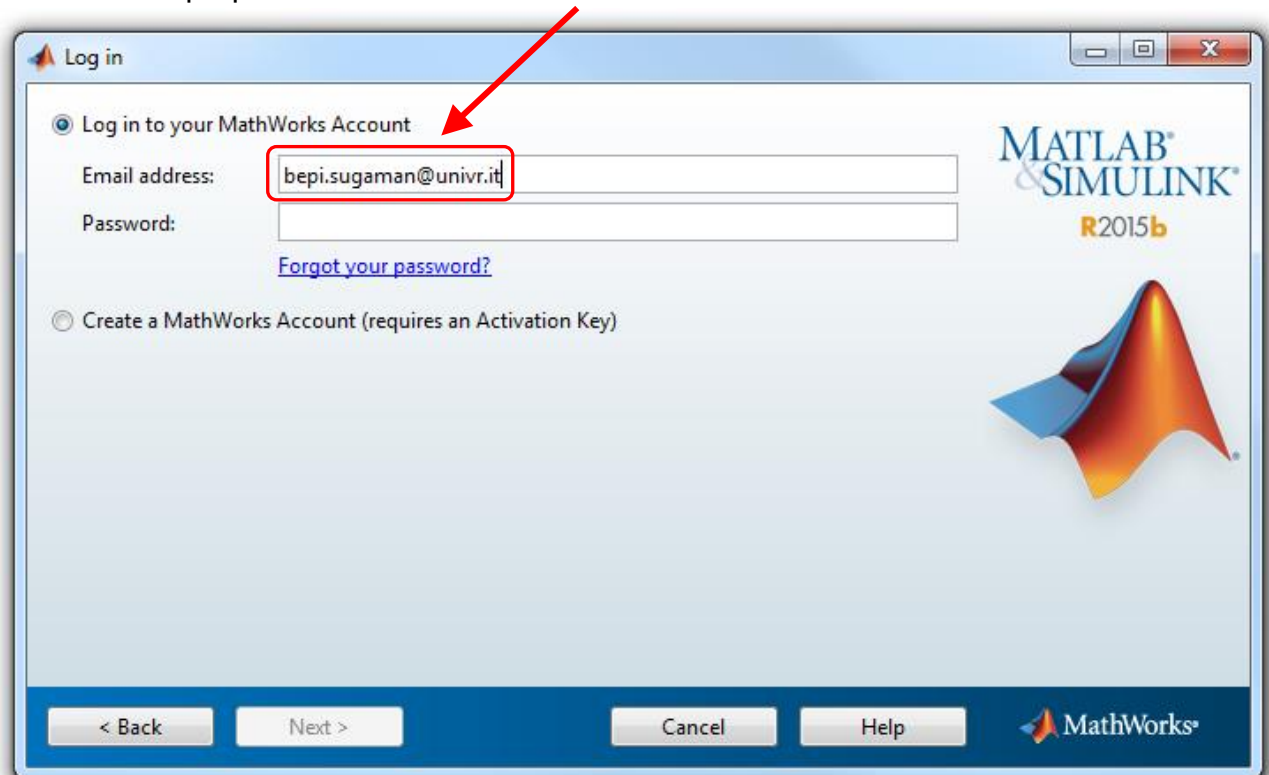 Log in
Log in to your MathWorks Account
Email address: bepi.sugaman@univr.it
Password:
Forgot your password?
Create a MathWorks Account (requires an Activation Key)
MATLAB®
&SIMULINK®
R2015b
< Back Next > Cancel Help MathWorks®